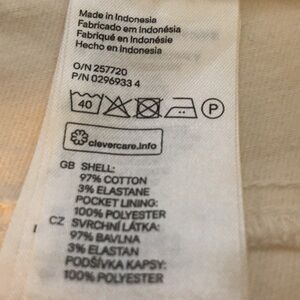 Made in Indonesia
Fabricado em Indonésia
Fabriqué en Indonésie
Hecho en Indonesia
O/N 257720
P/N 0296933 4
40 P
clevercare.info
GB SHELL:
97% COTTON
3% ELASTANE
POCKET LINING:
100% POLYESTER
CZ SVRCHNÍ LÁTKA:
97% BAVLNA
3% ELASTAN
PODŠÍVKA KAPSY:
100% POLYESTER